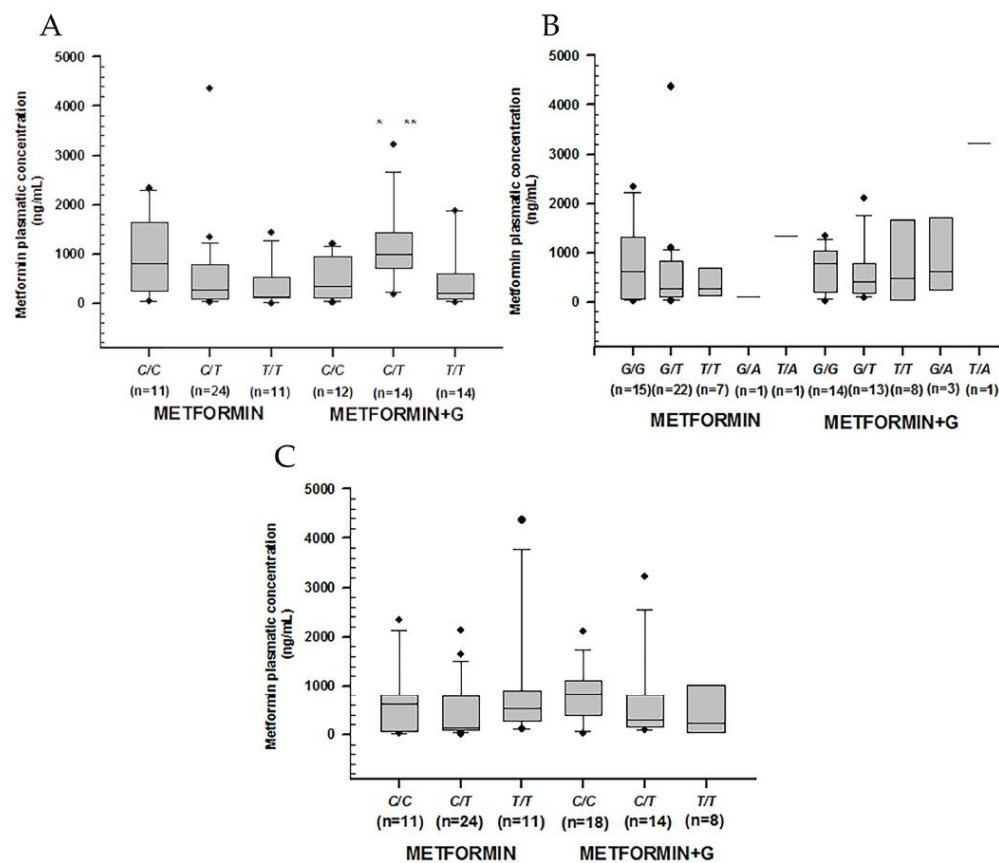 A
Metformin plasmatic concentration
(ng/mL)
5000
4000
3000
2000
1000
0
* **
C/C C/T T/T C/C C/T T/T
(n=11) (n=24) (n=11) (n=12) (n=14) (n=14)
METFORMIN METFORMIN+G
B
Metformin plasmatic concentration
(ng/mL)
5000
4000
3000
2000
1000
0
G/G G/T T/T G/A T/A G/G G/T T/T G/A T/A
(n=15) (n=22) (n=7) (n=1) (n=1) (n=14) (n=13) (n=8) (n=3) (n=1)
METFORMIN METFORMIN+G
C
Metformin plasmatic concentration
(ng/mL)
5000
4000
3000
2000
1000
0
C/C C/T T/T C/C C/T T/T
(n=11) (n=24) (n=11) (n=18) (n=14) (n=8)
METFORMIN METFORMIN+G